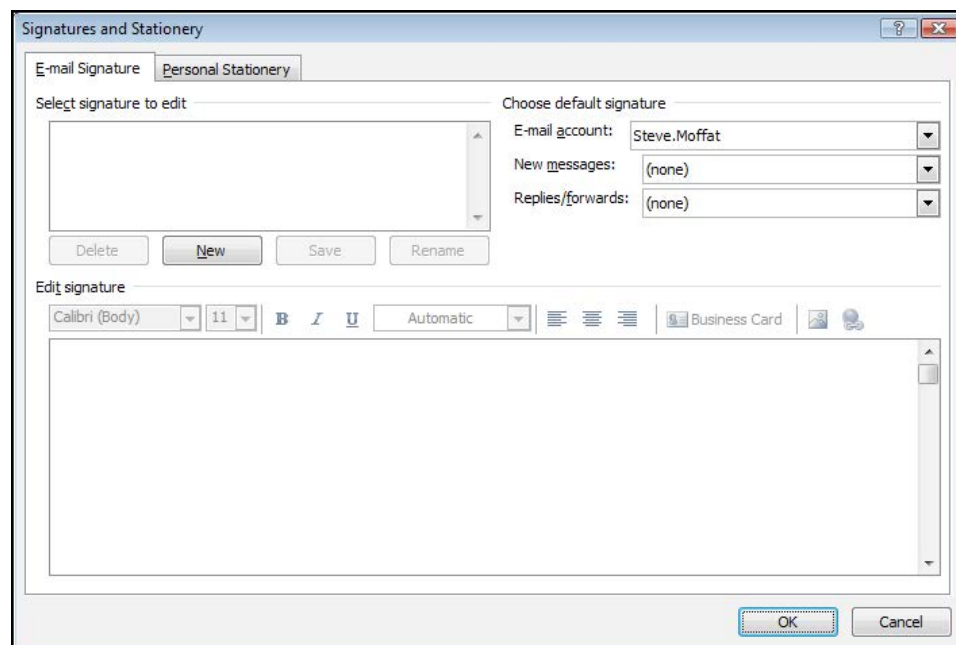 Signatures and Stationery
E-mail Signature
Personal Stationery
Select signature to edit
Choose default signature
E-mail account:
Steve.Moffat
New messages:
(none)
Replies/forwards:
(none)
Delete
New
Save
Rename
Edit signature
Calibri (Body)
11
B
I
U
Automatic
Business Card
OK
Cancel